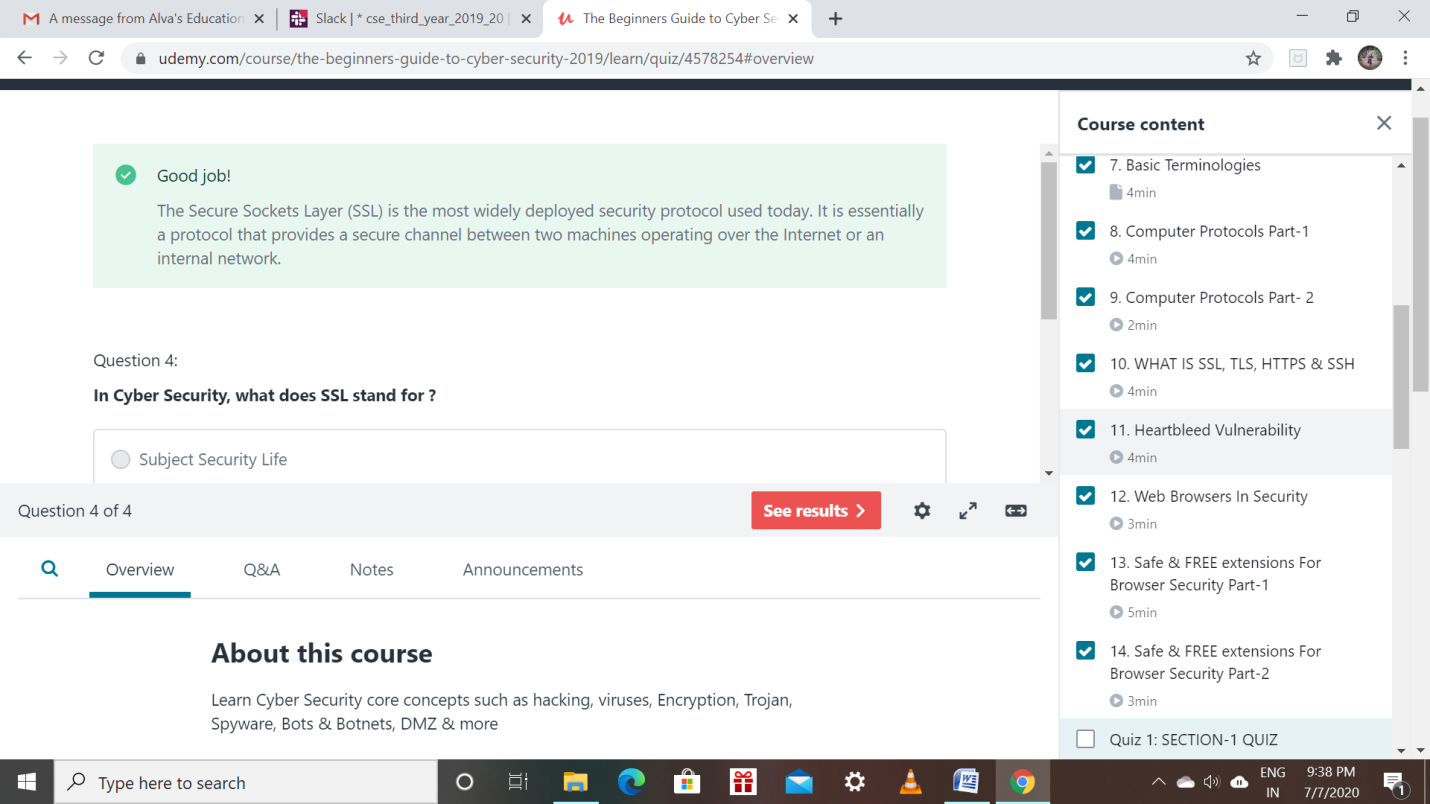 A message from Alva's Education
Slack | * cse_third_year_2019_20 |
The Beginners Guide to Cyber Se
udemy.com/course/the-beginners-guide-to-cyber-security-2019/learn/quiz/4578254#overview
Good job!
The Secure Sockets Layer (SSL) is the most widely deployed security protocol used today. It is essentially
a protocol that provides a secure channel between two machines operating over the Internet or an
internal network.
Question 4:
In Cyber Security, what does SSL stand for ?
Subject Security Life
Question 4 of 4
See results
Overview
Q&A
Notes
Announcements
About this course
Learn Cyber Security core concepts such as hacking, viruses, Encryption, Trojan,
Spyware, Bots & Botnets, DMZ & more
Course content
7. Basic Terminologies
4min
8. Computer Protocols Part-1
4min
9. Computer Protocols Part- 2
2min
10. WHAT IS SSL, TLS, HTTPS & SSH
4min
11. Heartbleed Vulnerability
4min
12. Web Browsers In Security
3min
13. Safe & FREE extensions For
Browser Security Part-1
5min
14. Safe & FREE extensions For
Browser Security Part-2
3min
Quiz 1: SECTION-1 QUIZ
Type here to search
ENG
IN
9:38 PM
7/7/2020
1